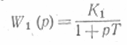 W₁ (p) = K₁ / (1 + pT)